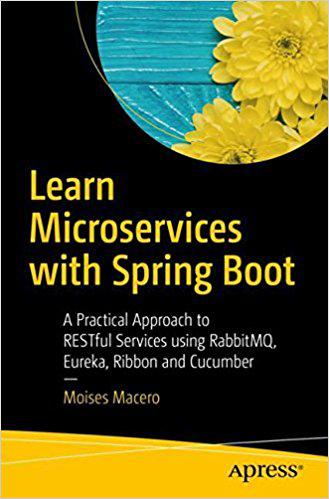 Learn
Microservices
with Spring Boot
A Practical Approach to
RESTful Services using RabbitMQ,
Eureka, Ribbon and Cucumber
—
Moises Macero
Apress®